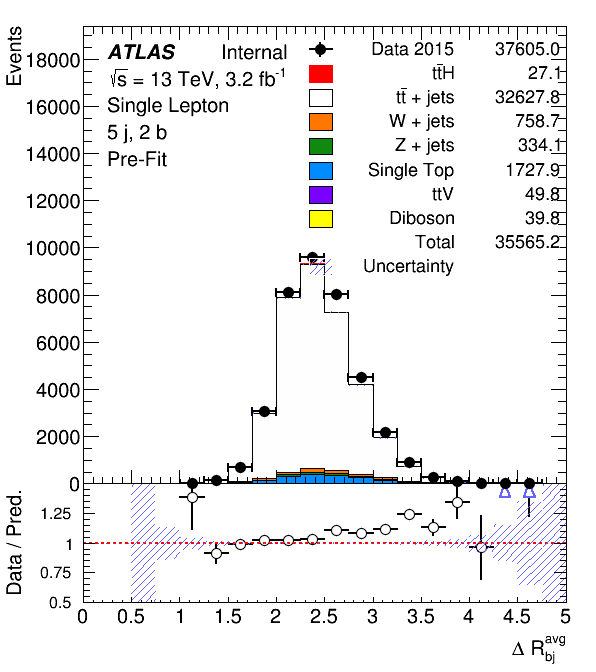 Events
18000
16000
14000
12000
10000
8000
6000
4000
2000
0
ATLAS Internal
√s = 13 TeV, 3.2 fb⁻¹
Single Lepton
5 j, 2 b
Pre-Fit
Data 2015 37605.0
tt̄H 27.1
tt̄ + jets 32627.8
W + jets 758.7
Z + jets 334.1
Single Top 1727.9
ttV 49.8
Diboson 39.8
Total 35565.2
Uncertainty
Data / Pred.
1.25
1
0.75
0.5
0 0.5 1 1.5 2 2.5 3 3.5 4 4.5 5
Δ R_bj^avg